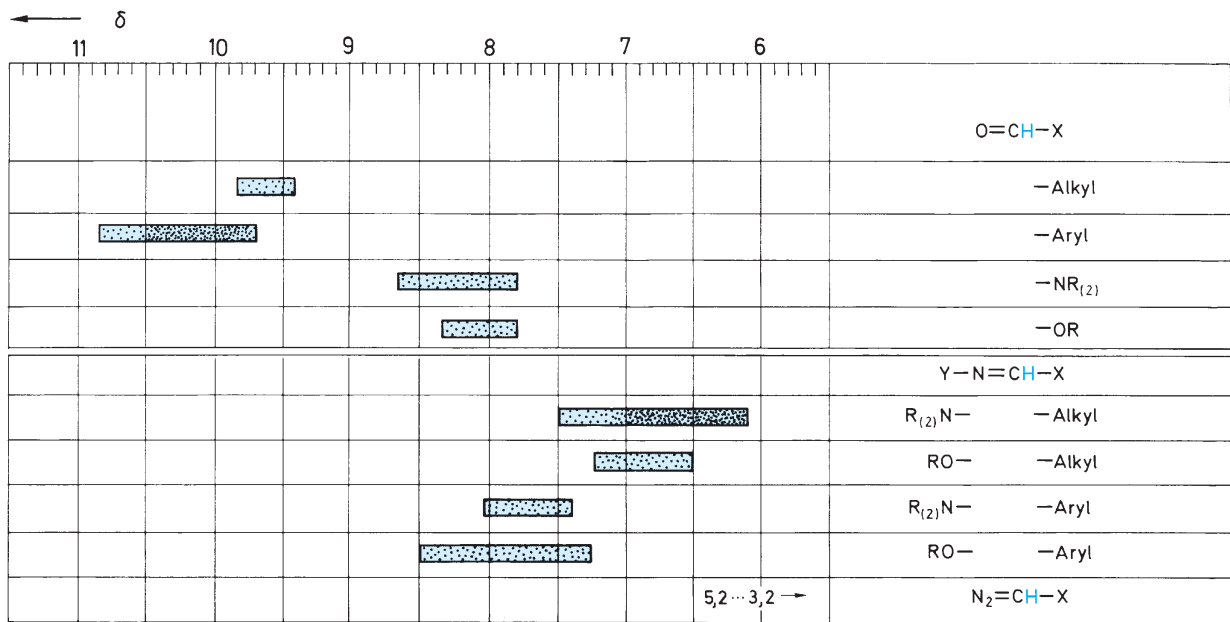 δ
11 10 9 8 7 6
O=CH-X
-Alkyl
-Aryl
-NR(2)
-OR
Y-N=CH-X
R(2)N- -Alkyl
RO- -Alkyl
R(2)N- -Aryl
RO- -Aryl
5,2 ··· 3,2 → N2=CH-X